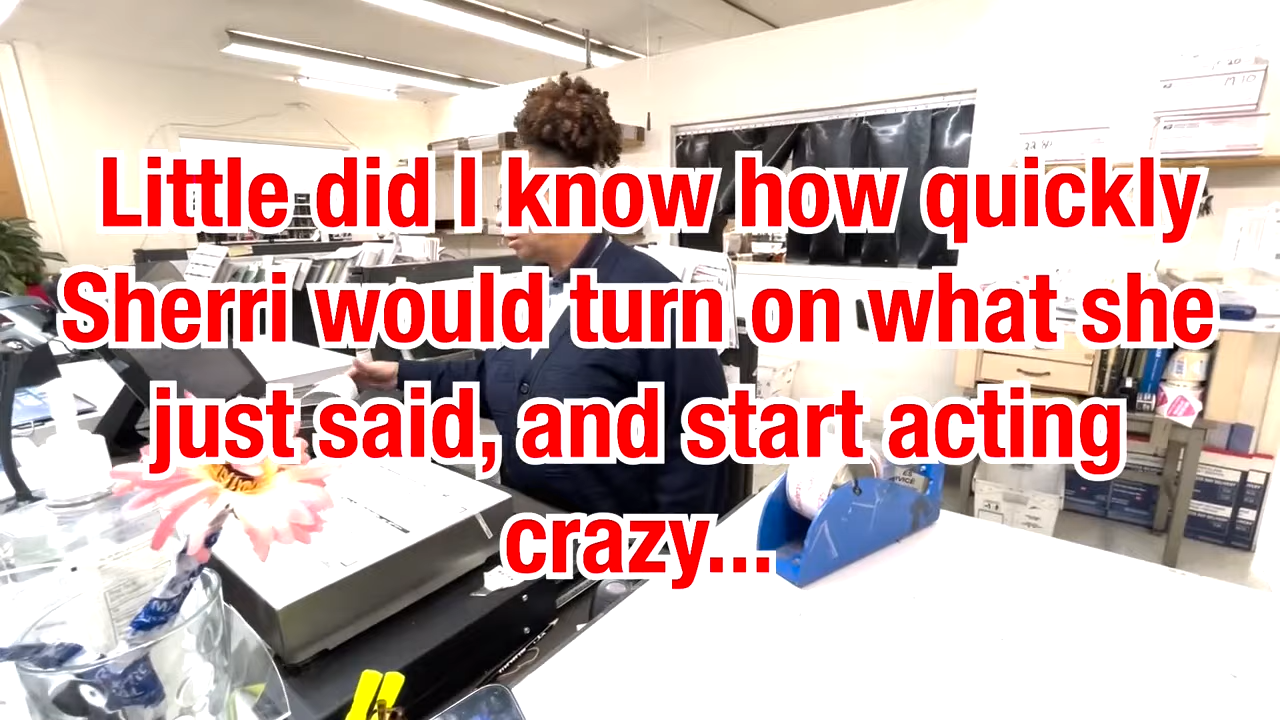 Little did I know how quickly
Sherri would turn on what she
just said, and start acting
crazy...